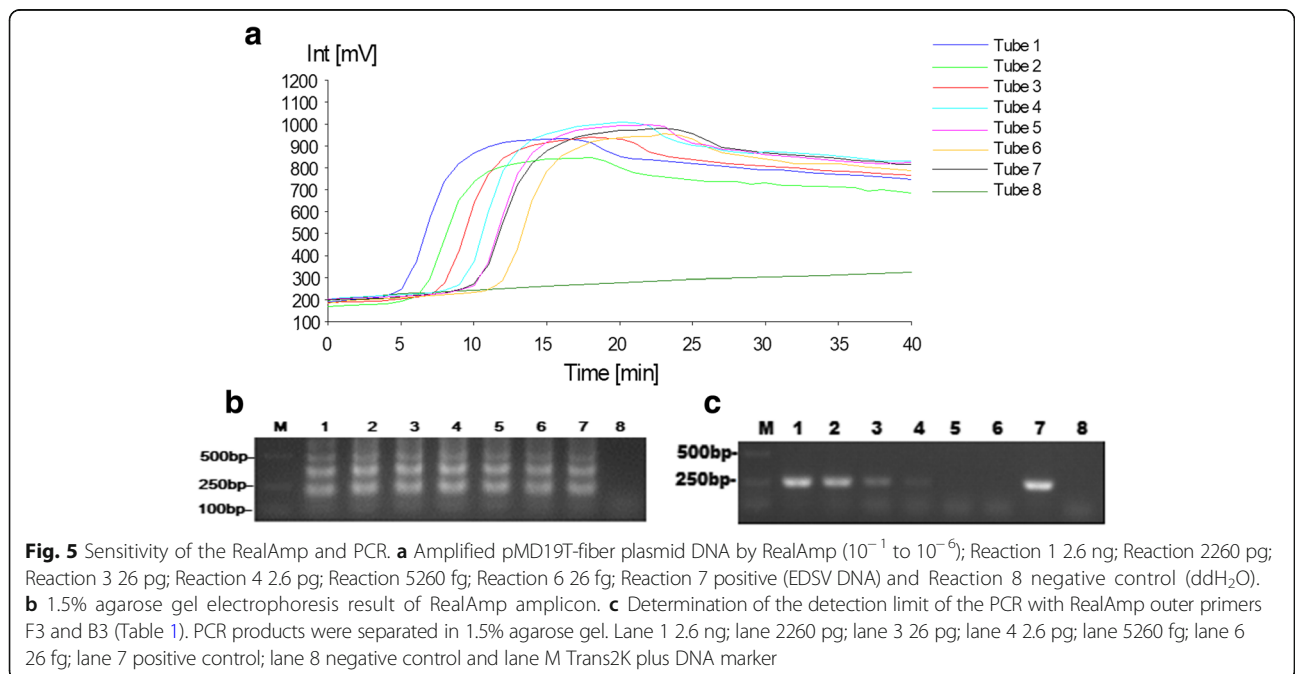 a
Int [mV]
1200
1100
1000
900
800
700
600
500
400
300
200
100
0 5 10 15 20 25 30 35 40
Time [min]
Tube 1
Tube 2
Tube 3
Tube 4
Tube 5
Tube 6
Tube 7
Tube 8
b
M 1 2 3 4 5 6 7 8
500bp-
250bp-
100bp-
c
M 1 2 3 4 5 6 7 8
500bp-
250bp-
Fig. 5 Sensitivity of the RealAmp and PCR. a Amplified pMD19T-fiber plasmid DNA by RealAmp (10⁻¹ to 10⁻⁶); Reaction 1 2.6 ng; Reaction 2260 pg;
Reaction 3 26 pg; Reaction 4 2.6 pg; Reaction 5260 fg; Reaction 6 26 fg; Reaction 7 positive (EDSV DNA) and Reaction 8 negative control (ddH₂O).
b 1.5% agarose gel electrophoresis result of RealAmp amplicon. c Determination of the detection limit of the PCR with RealAmp outer primers
F3 and B3 (Table 1). PCR products were separated in 1.5% agarose gel. Lane 1 2.6 ng; lane 2260 pg; lane 3 26 pg; lane 4 2.6 pg; lane 5260 fg; lane 6
26 fg; lane 7 positive control; lane 8 negative control and lane M Trans2K plus DNA marker